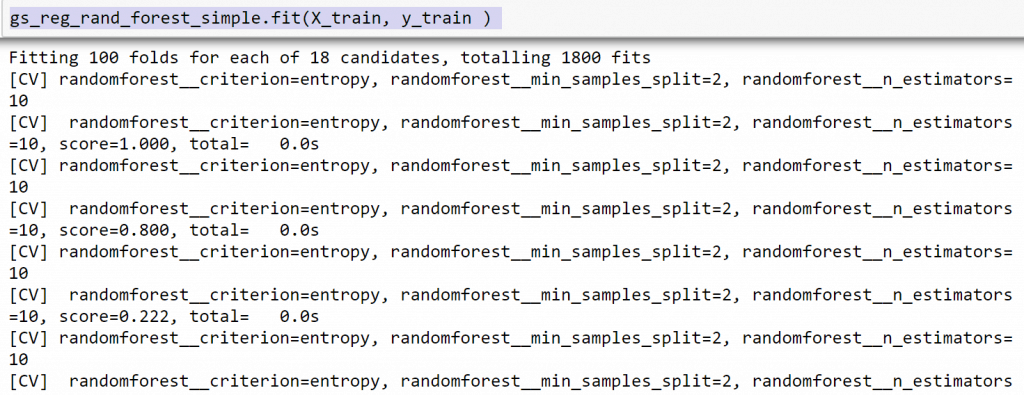 gs_reg_rand_forest_simple.fit(X_train, y_train )
Fitting 100 folds for each of 18 candidates, totalling 1800 fits
[CV] randomforest__criterion=entropy, randomforest__min_samples_split=2, randomforest__n_estimators=
10
[CV]  randomforest__criterion=entropy, randomforest__min_samples_split=2, randomforest__n_estimators
=10, score=1.000, total=   0.0s
[CV] randomforest__criterion=entropy, randomforest__min_samples_split=2, randomforest__n_estimators=
10
[CV]  randomforest__criterion=entropy, randomforest__min_samples_split=2, randomforest__n_estimators
=10, score=0.800, total=   0.0s
[CV] randomforest__criterion=entropy, randomforest__min_samples_split=2, randomforest__n_estimators=
10
[CV]  randomforest__criterion=entropy, randomforest__min_samples_split=2, randomforest__n_estimators
=10, score=0.222, total=   0.0s
[CV] randomforest__criterion=entropy, randomforest__min_samples_split=2, randomforest__n_estimators=
10
[CV]  randomforest__criterion=entropy, randomforest__min_samples_split=2, randomforest__n_estimators